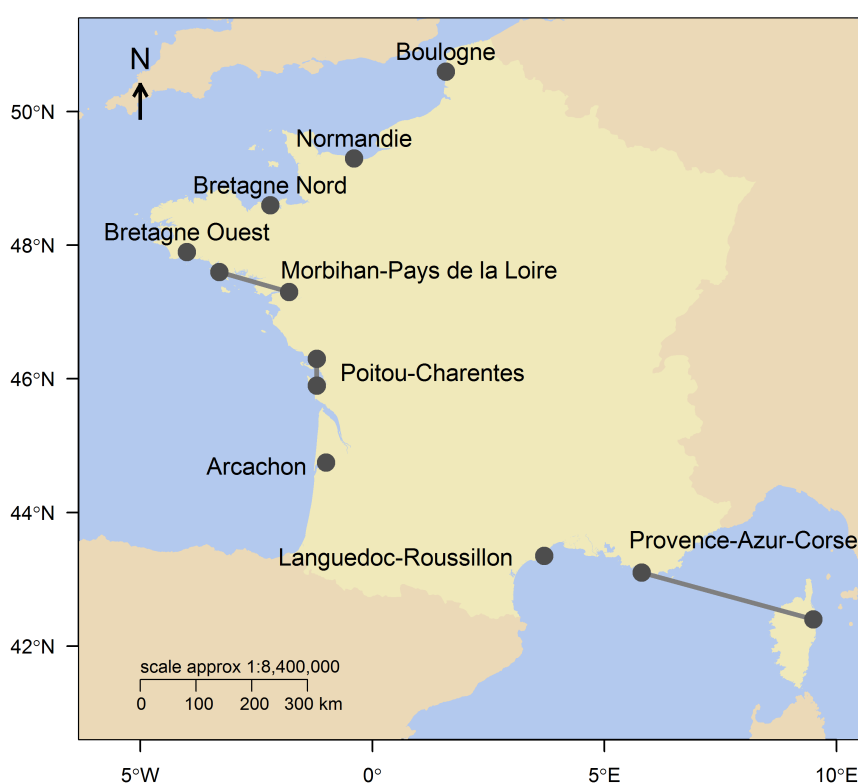 Boulogne
N
50°N
Normandie
Bretagne Nord
Bretagne Ouest
48°N
Morbihan-Pays de la Loire
Poitou-Charentes
46°N
Arcachon
44°N
Provence-Azur-Corse
Languedoc-Roussillon
42°N
scale approx 1:8,400,000
0 100 200 300 km
5°W 0° 5°E 10°E